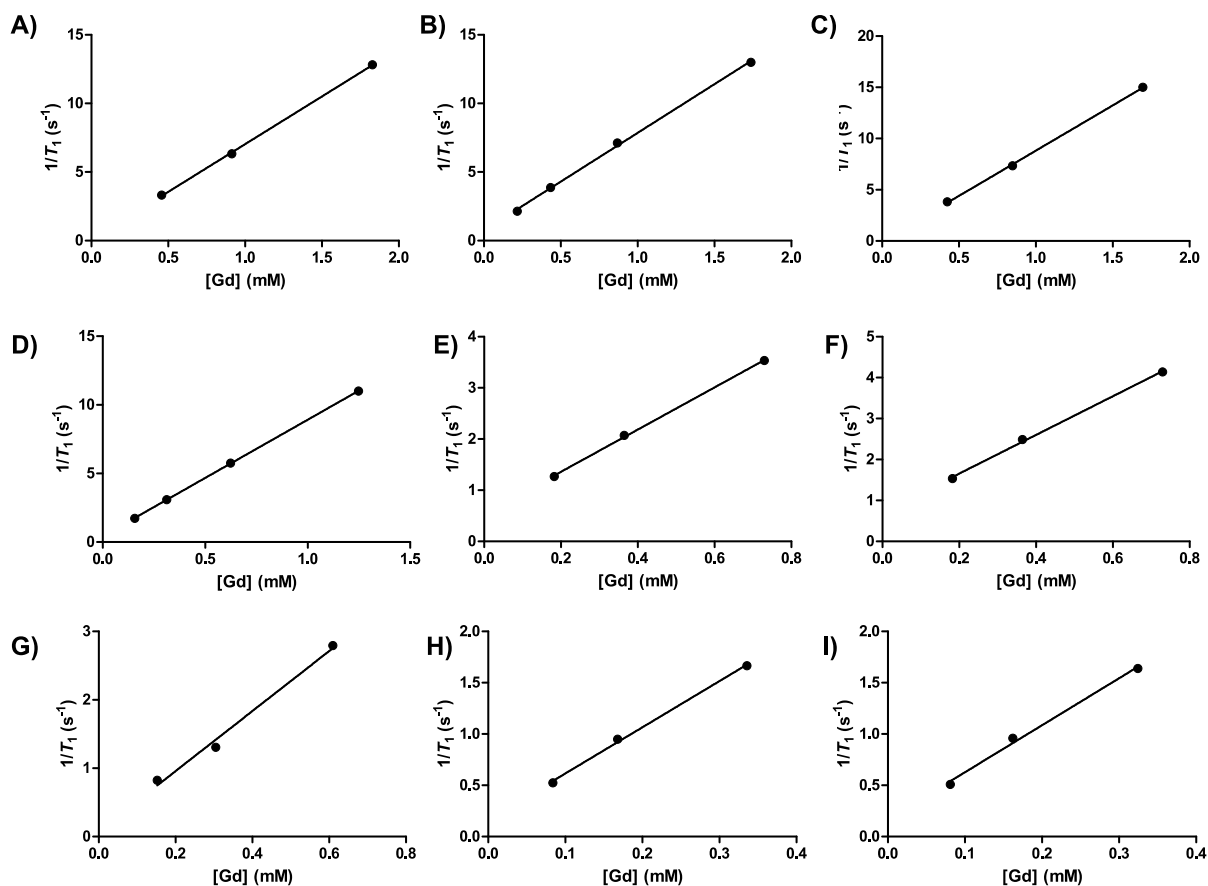 A)
15
10
5
0
1/T₁ (s⁻¹)
0.0 0.5 1.0 1.5 2.0
[Gd] (mM)
B)
15
10
5
0
1/T₁ (s⁻¹)
0.0 0.5 1.0 1.5 2.0
[Gd] (mM)
C)
20
15
10
5
0
0.0 0.5 1.0 1.5 2.0
[Gd] (mM)
D)
15
10
5
0
1/T₁ (s⁻¹)
0.0 0.5 1.0 1.5
[Gd] (mM)
E)
4
3
2
1
0
1/T₁ (s⁻¹)
0.0 0.2 0.4 0.6 0.8
[Gd] (mM)
F)
5
4
3
2
1
0
1/T₁ (s⁻¹)
0.0 0.2 0.4 0.6 0.8
[Gd] (mM)
G)
3
2
1
0
1/T₁ (s⁻¹)
0.0 0.2 0.4 0.6 0.8
[Gd] (mM)
H)
2.0
1.5
1.0
0.5
0.0
1/T₁ (s⁻¹)
0.0 0.1 0.2 0.3 0.4
[Gd] (mM)
I)
2.0
1.5
1.0
0.5
0.0
1/T₁ (s⁻¹)
0.0 0.1 0.2 0.3 0.4
[Gd] (mM)